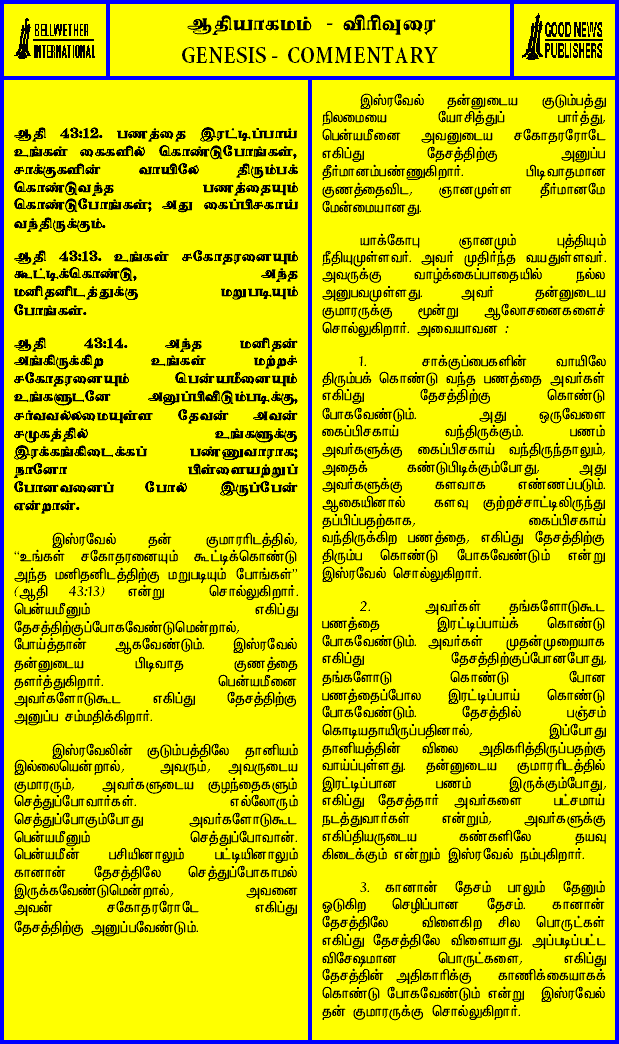 BELLWETHER
INTERNATIONAL
ஆதியாகமம் - விரிவுரை
GENESIS - COMMENTARY
GOOD NEWS
PUBLISHERS
ஆதி 43:12. பணத்தை இரட்டிப்பாய்
உங்கள் கைகளில் கொண்டுபோங்கள்,
சாக்குகளின் வாயிலே திரும்பக்
கொண்டுவந்த பணத்தையும்
கொண்டுபோங்கள்; அது கைப்பிசகாய்
வந்திருக்கும்.
ஆதி 43:13. உங்கள் சகோதரனையும்
கூட்டிக்கொண்டு, அந்த
மனிதனிடத்துக்கு மறுபடியும்
போங்கள்.
ஆதி 43:14. அந்த மனிதன்
அங்கிருக்கிற உங்கள் மற்றச்
சகோதரனையும் பென்யமீனையும்
உங்களுடனே அனுப்பிவிடும்படிக்கு,
சர்வவல்லமையுள்ள தேவன் அவன்
சமுகத்தில் உங்களுக்கு
இரக்கங்கிடைக்கப் பண்ணுவாராக;
நானோ பிள்ளையற்றுப்
போனவனைப் போல் இருப்பேன்
என்றான்.
இஸ்ரவேல் தன் குமாரரிடத்தில்,
“உங்கள் சகோதரனையும் கூட்டிக்கொண்டு
அந்த மனிதனிடத்திற்கு மறுபடியும் போங்கள்”
(ஆதி 43:13) என்று சொல்லுகிறார்.
பென்யமீனும் எகிப்து
தேசத்திற்குப்போகவேண்டுமென்றால்,
போய்த்தான் ஆகவேண்டும். இஸ்ரவேல்
தன்னுடைய பிடிவாத குணத்தை
தளர்த்துகிறார். பென்யமீனை
அவர்களோடுகூட எகிப்து தேசத்திற்கு
அனுப்ப சம்மதிக்கிறார்.
இஸ்ரவேலின் குடும்பத்திலே தானியம்
இல்லையென்றால், அவரும், அவருடைய
குமாரரும், அவர்களுடைய குழந்தைகளும்
செத்துப்போவார்கள். எல்லோரும்
செத்துப்போகும்போது அவர்களோடுகூட
பென்யமீனும் செத்துப்போவான்.
பென்யமீன் பசியினாலும் பட்டியினாலும்
கானான் தேசத்திலே செத்துப்போகாமல்
இருக்கவேண்டுமென்றால், அவனை
அவன் சகோதரரோடே எகிப்து
தேசத்திற்கு அனுப்பவேண்டும்.
இஸ்ரவேல் தன்னுடைய குடும்பத்து
நிலமையை யோசித்துப் பார்த்து,
பென்யமீனை அவனுடைய சகோதரரோடே
எகிப்து தேசத்திற்கு அனுப்ப
தீர்மானம்பண்ணுகிறார். பிடிவாதமான
குணத்தைவிட, ஞானமுள்ள தீர்மானமே
மேன்மையானது.
யாக்கோபு ஞானமும் புத்தியும்
நீதியுமுள்ளவர். அவர் முதிர்ந்த வயதுள்ளவர்.
அவருக்கு வாழ்க்கைப்பாதையில் நல்ல
அனுபவமுள்ளது. அவர் தன்னுடைய
குமாரருக்கு மூன்று ஆலோசனைகளைச்
சொல்லுகிறார். அவையாவன :
1. சாக்குப்பைகளின் வாயிலே
திரும்பக் கொண்டு வந்த பணத்தை அவர்கள்
எகிப்து தேசத்திற்கு கொண்டு
போகவேண்டும். அது ஒருவேளை
கைப்பிசகாய் வந்திருக்கும். பணம்
அவர்களுக்கு கைப்பிசகாய் வந்திருந்தாலும்,
அதைக் கண்டுபிடிக்கும்போது, அது
அவர்களுக்கு களவாக எண்ணப்படும்.
ஆகையினால் களவு குற்றச்சாட்டிலிருந்து
தப்பிப்பதற்காக, கைப்பிசகாய்
வந்திருக்கிற பணத்தை, எகிப்து தேசத்திற்கு
திரும்ப கொண்டு போகவேண்டும் என்று
இஸ்ரவேல் சொல்லுகிறார்.
2. அவர்கள் தங்களோடுகூட
பணத்தை இரட்டிப்பாய்க் கொண்டு
போகவேண்டும். அவர்கள் முதன்முறையாக
எகிப்து தேசத்திற்குப்போனபோது,
தங்களோடு கொண்டு போன
பணத்தைப்போல இரட்டிப்பாய் கொண்டு
போகவேண்டும். தேசத்தில் பஞ்சம்
கொடியதாயிருப்பதினால், இப்போது
தானியத்தின் விலை அதிகரித்திருப்பதற்கு
வாய்ப்புள்ளது. தன்னுடைய குமாரரிடத்தில்
இரட்டிப்பான பணம் இருக்கும்போது,
எகிப்து தேசத்தார் அவர்களை பட்சமாய்
நடத்துவார்கள் என்றும், அவர்களுக்கு
எகிப்தியருடைய கண்களிலே தயவு
கிடைக்கும் என்றும் இஸ்ரவேல் நம்புகிறார்.
3. கானான் தேசம் பாலும் தேனும்
ஓடுகிற செழிப்பான தேசம். கானான்
தேசத்திலே விளைகிற சில பொருட்கள்
எகிப்து தேசத்திலே விளையாது. அப்படிப்பட்ட
விசேஷமான பொருட்களை, எகிப்து
தேசத்தின் அதிகாரிக்கு காணிக்கையாகக்
கொண்டு போகவேண்டும் என்று இஸ்ரவேல்
தன் குமாரருக்கு சொல்லுகிறார்.